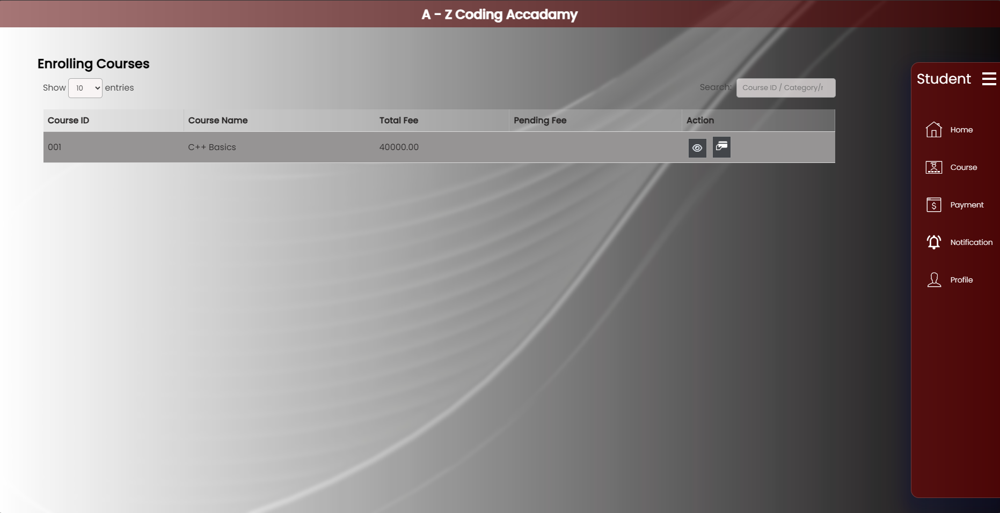 A - Z Coding Accadamy
Enrolling Courses
Show 10 entries
Search: Course ID / Category/r
Course ID Course Name Total Fee Pending Fee Action
001 C++ Basics 40000.00
Student
Home
Course
Payment
Notification
Profile